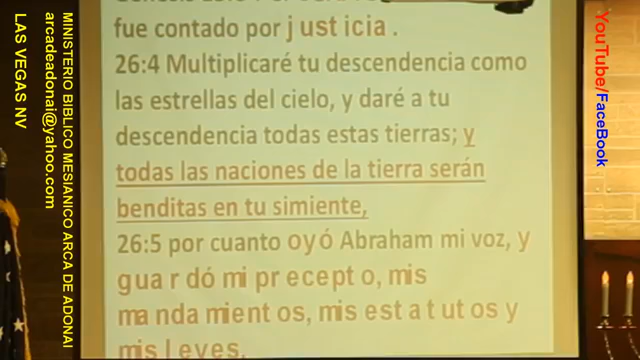 fue contado por justicia.
26:4 Multiplicaré tu descendencia como
las estrellas del cielo, y daré a tu
descendencia todas estas tierras; y
todas las naciones de la tierra serán
benditas en tu simiente,
26:5 por cuanto oyó Abraham mi voz, y
guardó mi precepto, mis
mandamientos, mis estatutos y
mis leyes.
MINISTERIO BIBLICO MESIANICO ARCA DE ADONAI
arcadeadonai@yahoo.com
LAS VEGAS NV
YouTube/FaceBook